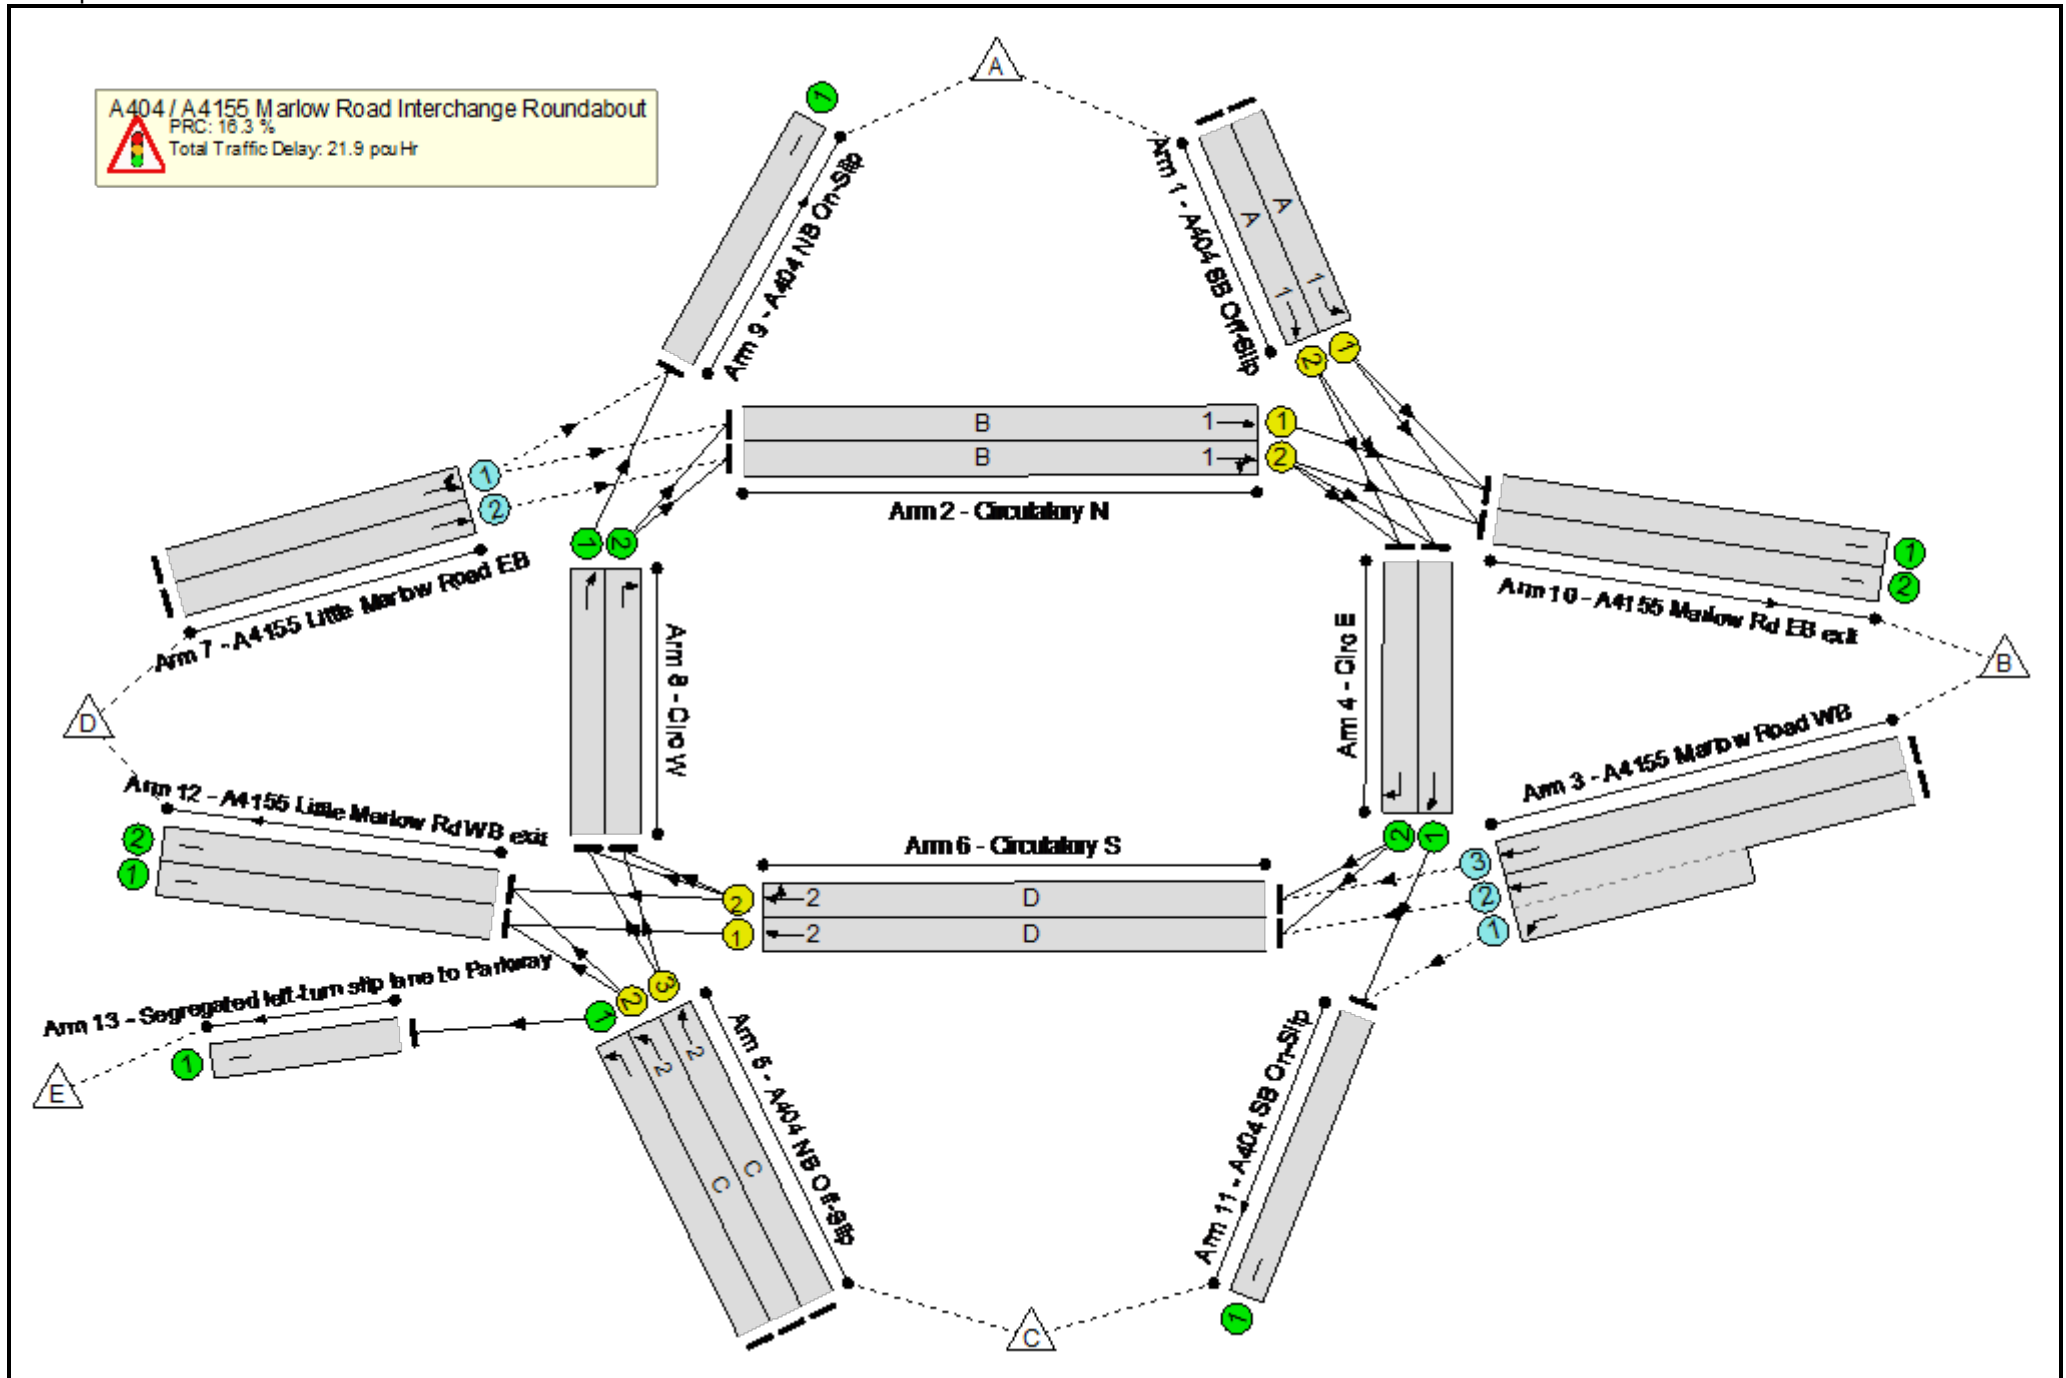 A404 / A4155 Marlow Road Interchange Roundabout
PRC: 16.3 %
Total Traffic Delay: 21.9 pcuHr
A
1
Arm 9 - A404 NB On-Slip
Arm 1 - A404 SB Off-Slip
A
A
1
1
2
1
B
1
1
B
1
2
Arm 2 - Circulatory N
1
2
Arm 7 - A4155 Little Marlow Road EB
1
2
Arm 8 - Circ W
Arm 4 - Circ E
1
2
Arm 10 - A4155 Marlow Rd EB exit
B
D
Arm 3 - A4155 Marlow Road WB
3
2
1
2
1
Arm 12 - A4155 Little Marlow Rd WB exit
2
1
Arm 6 - Circulatory S
2
2
D
1
2
D
Arm 13 - Segregated left-turn slip lane to Parkway
1
E
1
2
3
2
2
C
C
Arm 5 - A404 NB Off-Slip
Arm 11 - A404 SB On-Slip
1
C